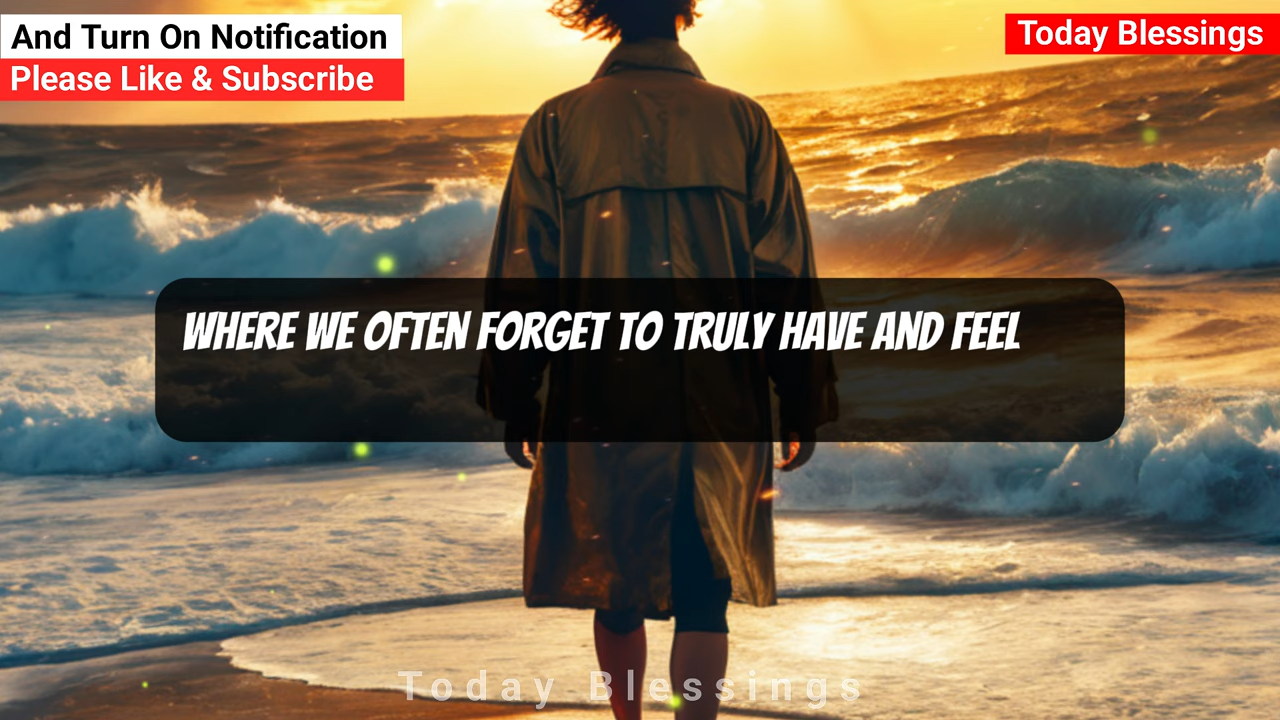 And Turn On Notification
Please Like & Subscribe
Today Blessings
WHERE WE OFTEN FORGET TO TRULY HAVE AND FEEL
Today Blessings